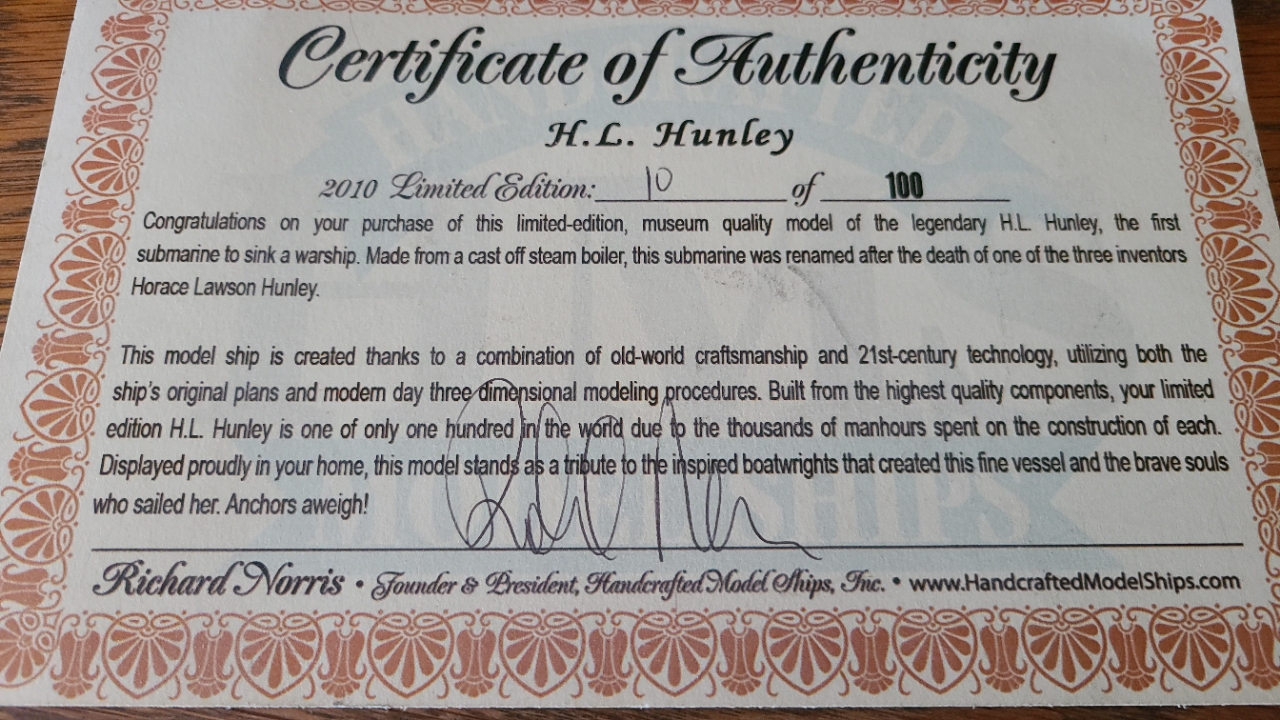 Certificate of Authenticity
H.L. Hunley
2010 Limited Edition: 10 of 100
Congratulations on your purchase of this limited-edition, museum quality model of the legendary H.L. Hunley, the first
submarine to sink a warship. Made from a cast off steam boiler, this submarine was renamed after the death of one of the three inventors
Horace Lawson Hunley.
This model ship is created thanks to a combination of old-world craftsmanship and 21st-century technology, utilizing both the
ship's original plans and modern day three dimensional modeling procedures. Built from the highest quality components, your limited
edition H.L. Hunley is one of only one hundred in the world due to the thousands of manhours spent on the construction of each.
Displayed proudly in your home, this model stands as a tribute to the inspired boatwrights that created this fine vessel and the brave souls
who sailed her. Anchors aweigh!
Richard Norris • Founder & President, Handcrafted Model Ships, Inc. • www.HandcraftedModelShips.com